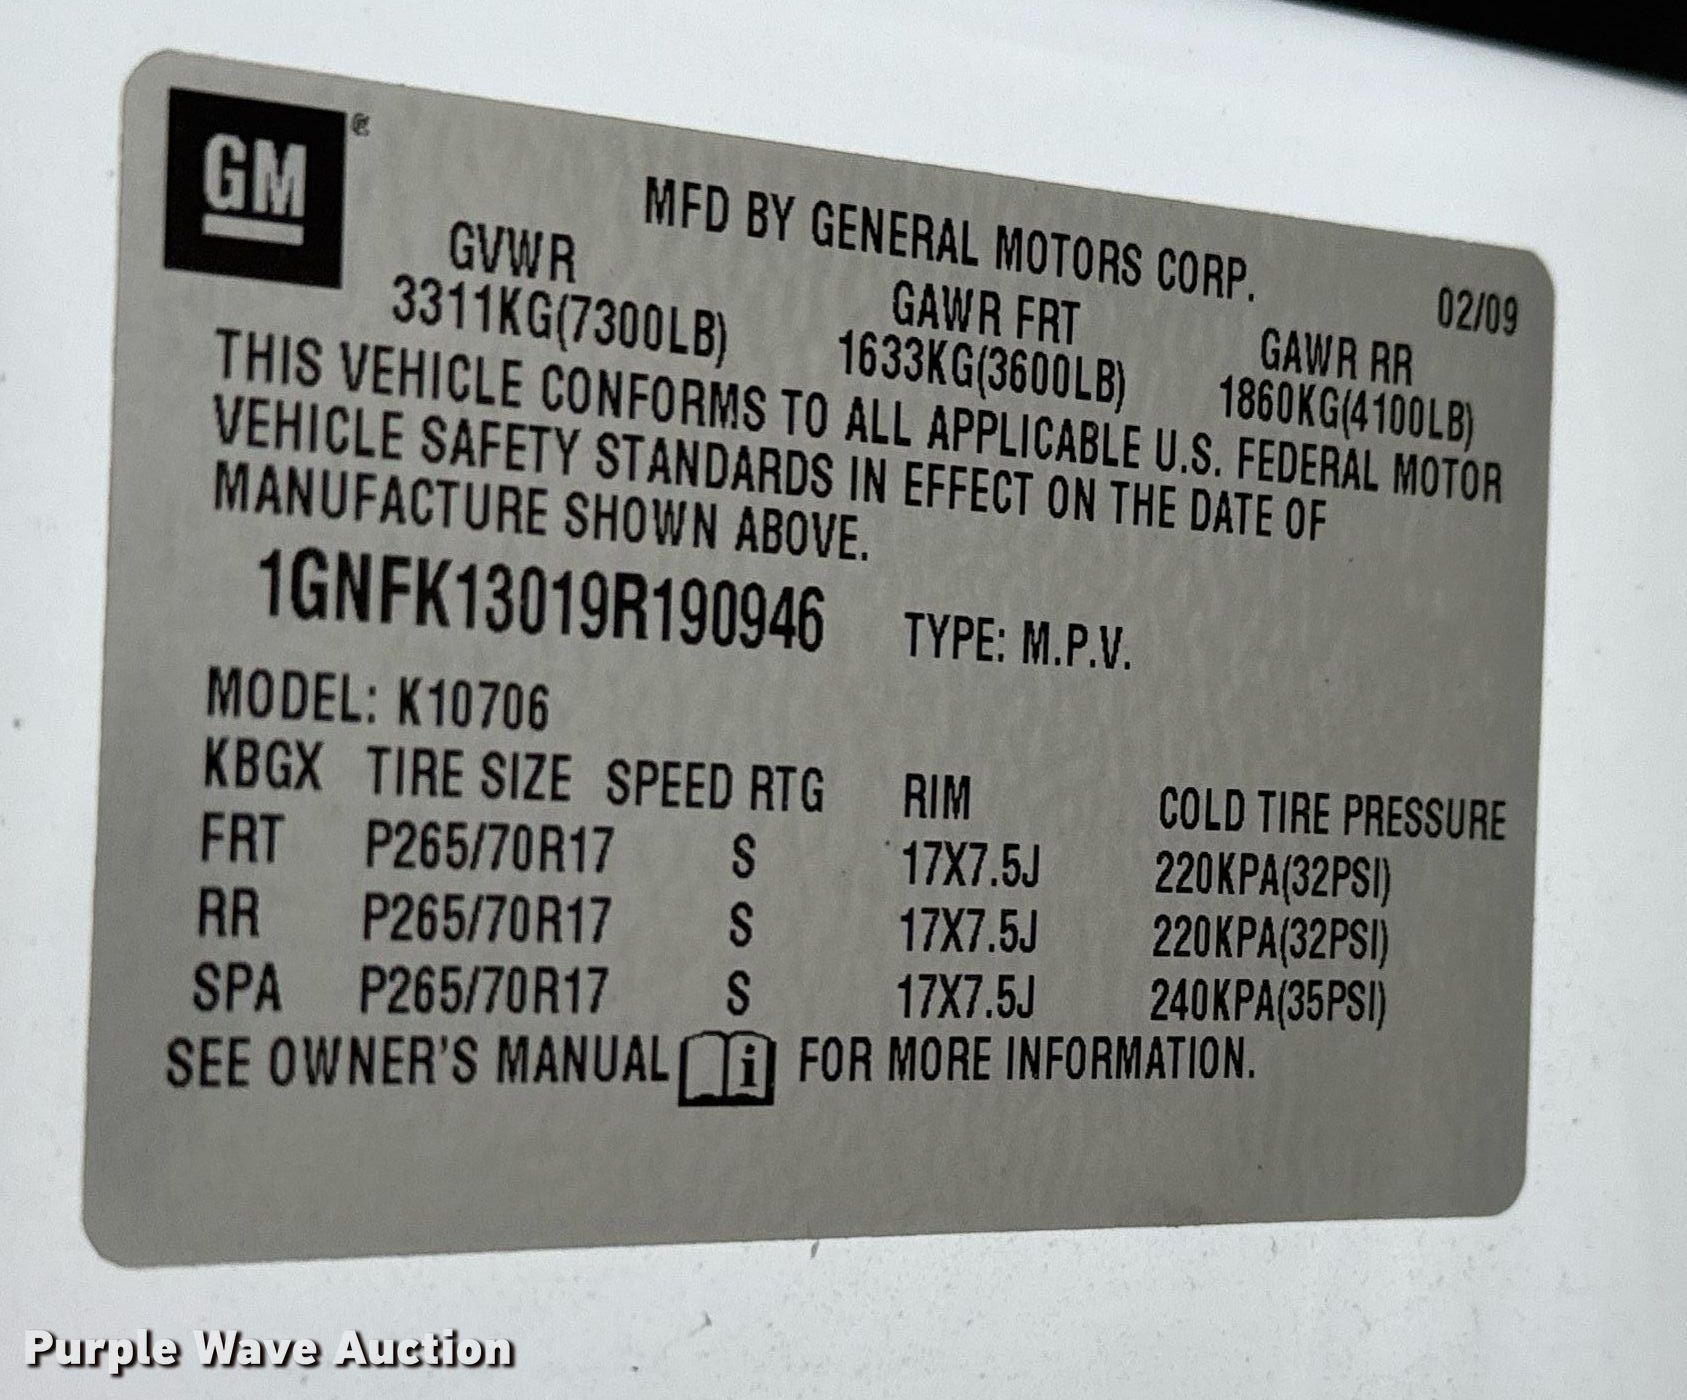 GM
MFD BY GENERAL MOTORS CORP.
02/09
GVWR GAWR FRT GAWR RR
3311KG(7300LB) 1633KG(3600LB) 1860KG(4100LB)
THIS VEHICLE CONFORMS TO ALL APPLICABLE U.S. FEDERAL MOTOR
VEHICLE SAFETY STANDARDS IN EFFECT ON THE DATE OF
MANUFACTURE SHOWN ABOVE.
1GNFK13019R190946 TYPE: M.P.V.
MODEL: K10706
KBGX TIRE SIZE SPEED RTG RIM COLD TIRE PRESSURE
FRT P265/70R17 S 17X7.5J 220KPA(32PSI)
RR P265/70R17 S 17X7.5J 220KPA(32PSI)
SPA P265/70R17 S 17X7.5J 240KPA(35PSI)
SEE OWNER'S MANUAL i FOR MORE INFORMATION.
Purple Wave Auction